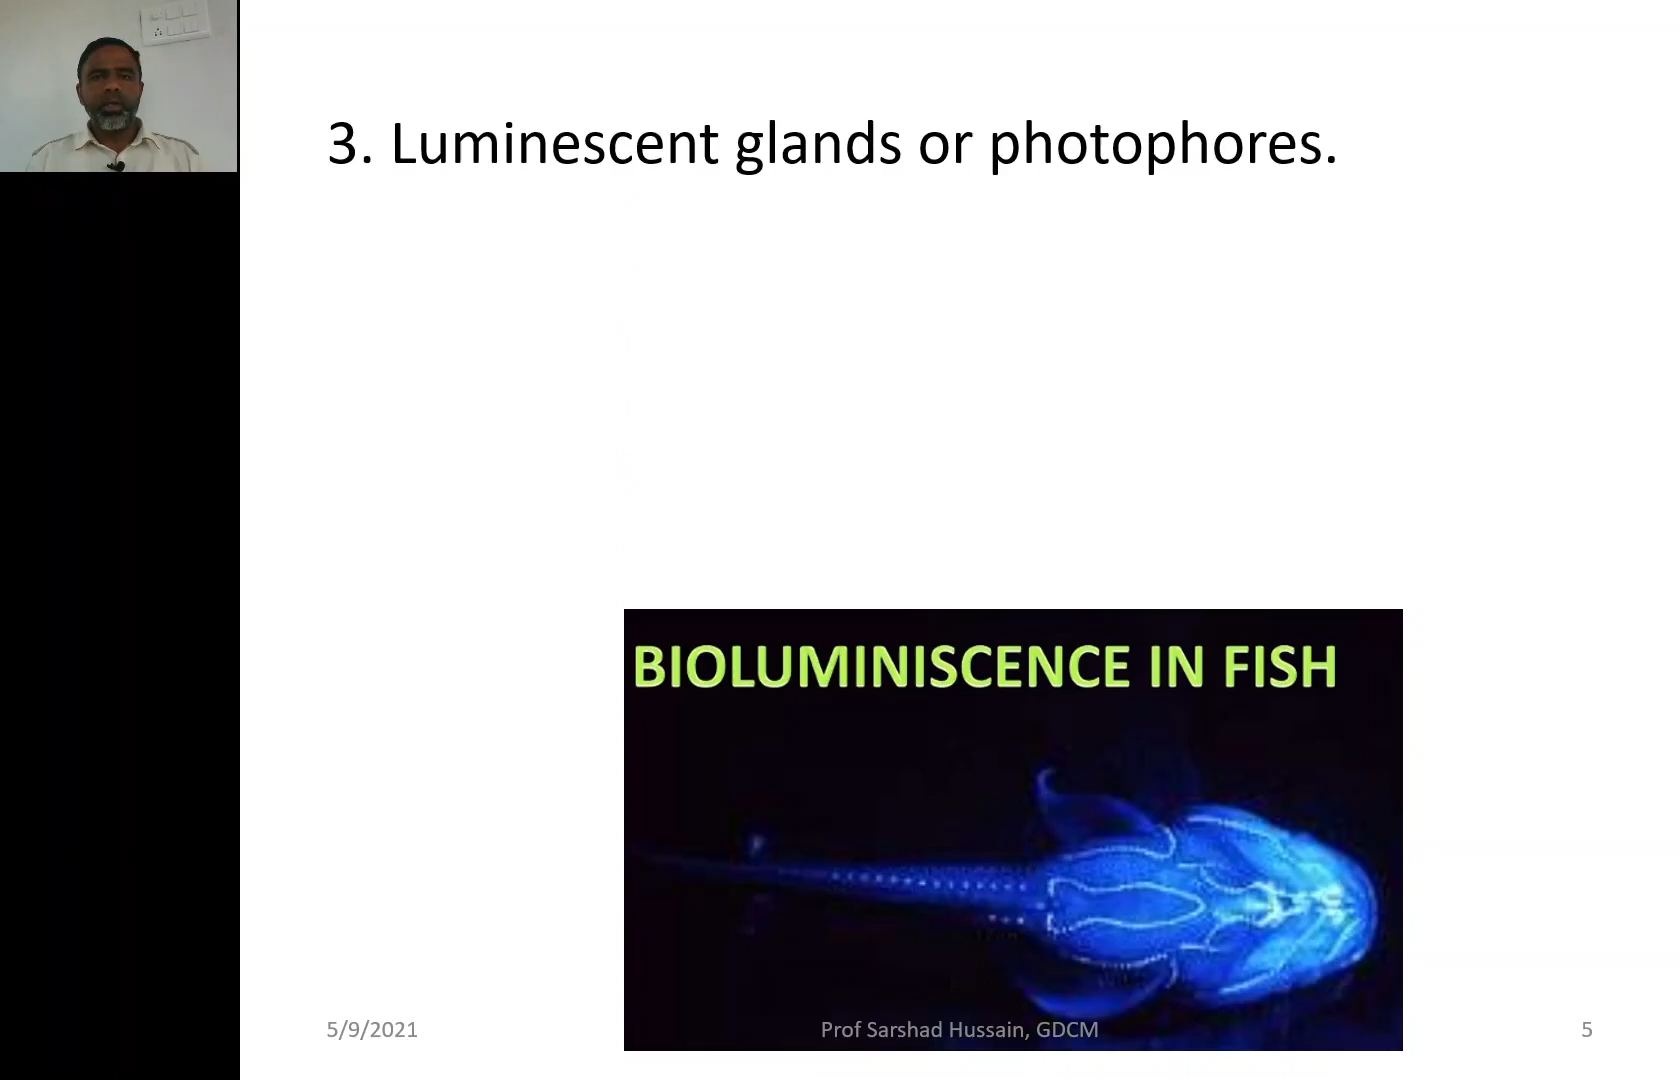 3. Luminescent glands or photophores.
BIOLUMINISCENCE IN FISH
5/9/2021
Prof Sarshad Hussain, GDCM
5